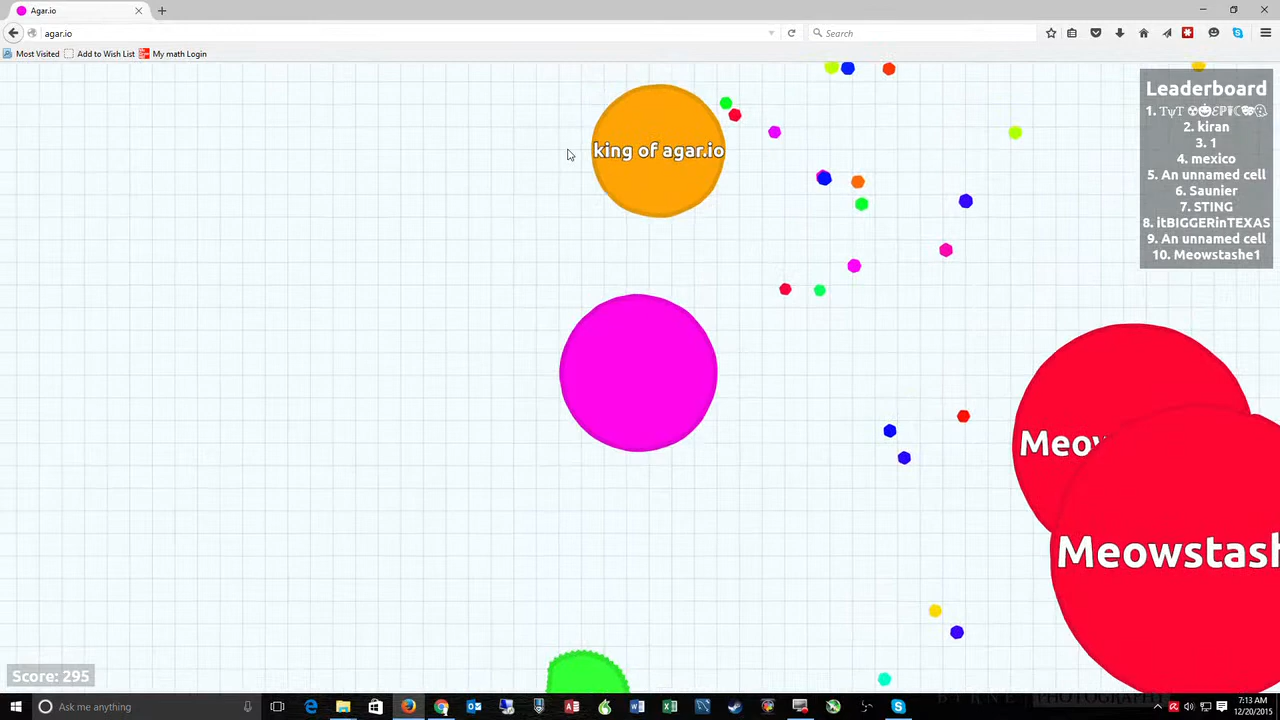 Agar.io
agar.io
Search
Most Visited
Add to Wish List
My math Login
Leaderboard
2. kiran
3. 1
4. mexico
5. An unnamed cell
6. Saunier
7. STING
8. itBIGGERinTEXAS
9. An unnamed cell
10. Meowstashe1
king of agar.io
Meow
Meowstash
Score: 295
Ask me anything
PHOTOGRAPHY
7:13 AM
12/20/2015